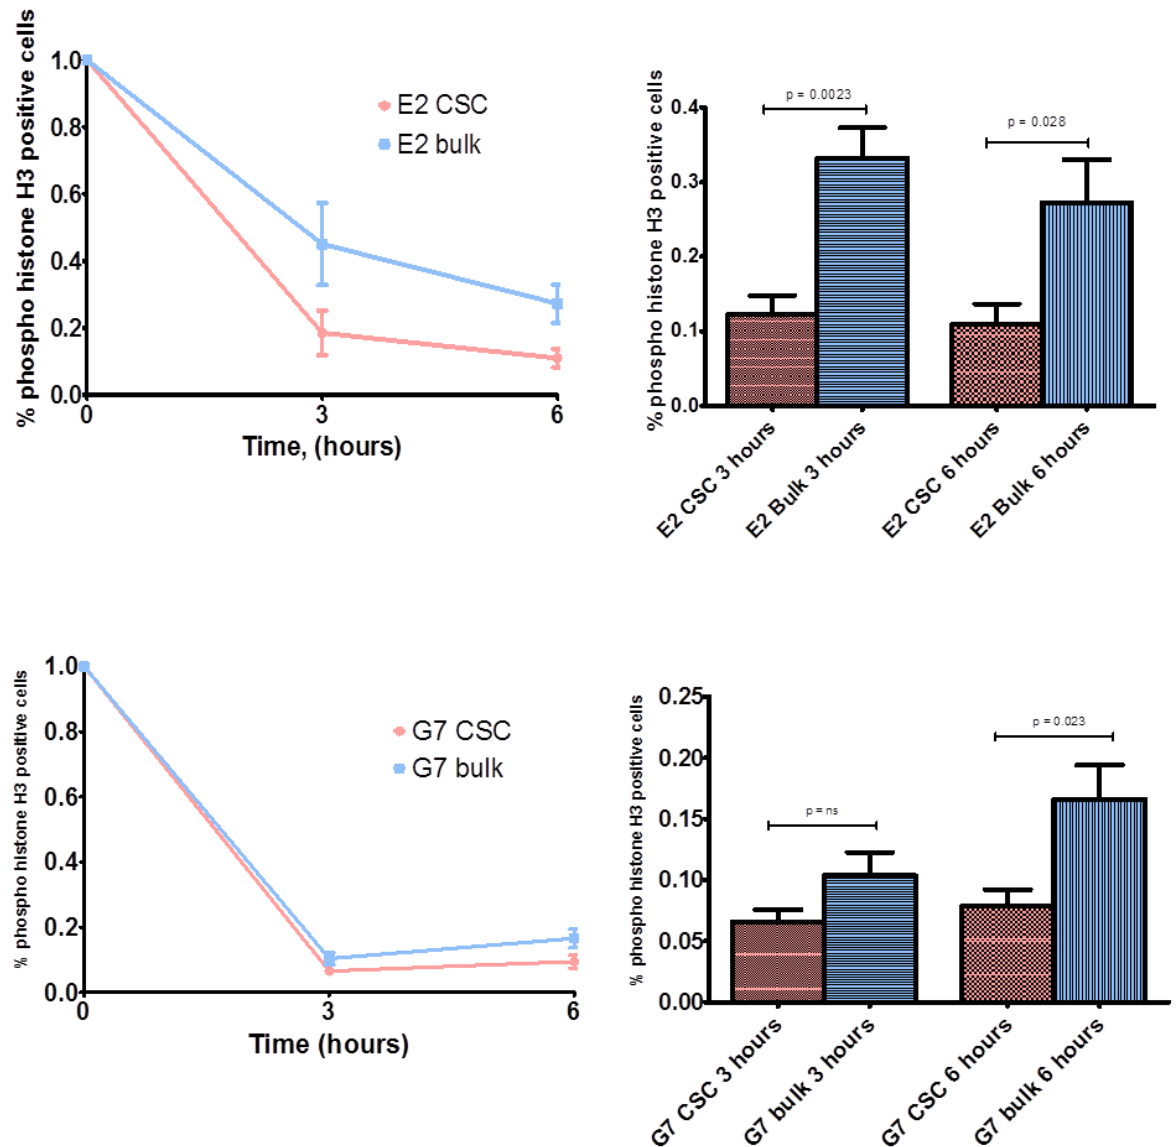 % phospho histone H3 positive cells
1.0
0.8
0.6
0.4
0.2
0.0
0
3
6
Time, (hours)
E2 CSC
E2 bulk
% phospho histone H3 positive cells
0.4
0.3
0.2
0.1
0.0
p = 0.0023
p = 0.028
E2 CSC 3 hours
E2 Bulk 3 hours
E2 CSC 6 hours
E2 Bulk 6 hours
% phospho histone H3 positive cells
1.0
0.8
0.6
0.4
0.2
0.0
0
3
6
Time (hours)
G7 CSC
G7 bulk
% phospho histone H3 positive cells
0.25
0.20
0.15
0.10
0.05
0.00
p = ns
p = 0.023
G7 CSC 3 hours
G7 bulk 3 hours
G7 CSC 6 hours
G7 bulk 6 hours